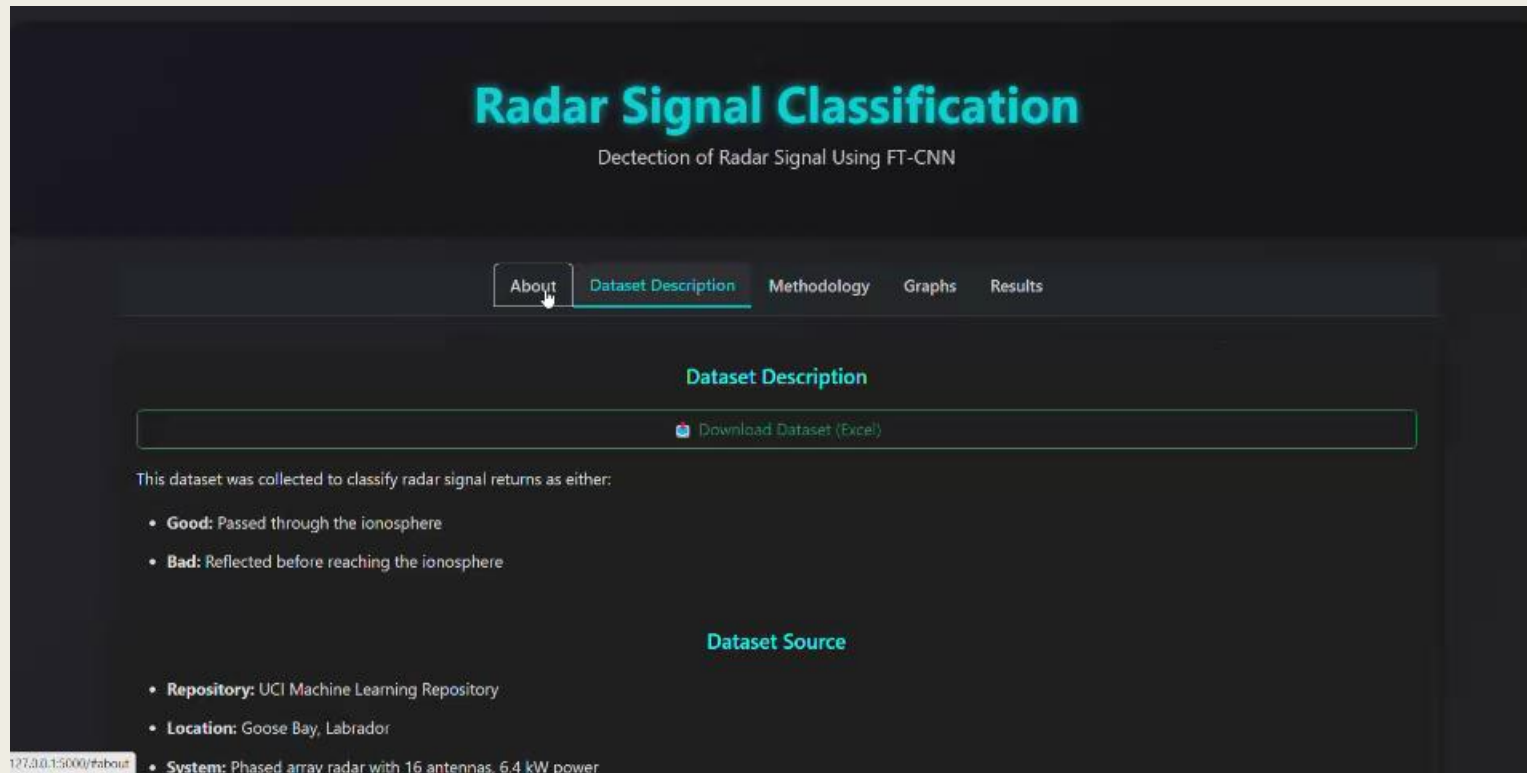 Radar Signal Classification
Dectection of Radar Signal Using FT-CNN
About Dataset Description Methodology Graphs Results
Dataset Description
Download Dataset (Excel)
This dataset was collected to classify radar signal returns as either:
• Good: Passed through the ionosphere
• Bad: Reflected before reaching the ionosphere
Dataset Source
• Repository: UCI Machine Learning Repository
• Location: Goose Bay, Labrador
• System: Phased array radar with 16 antennas, 6.4 kW power
127.0.0.1:5000/#about